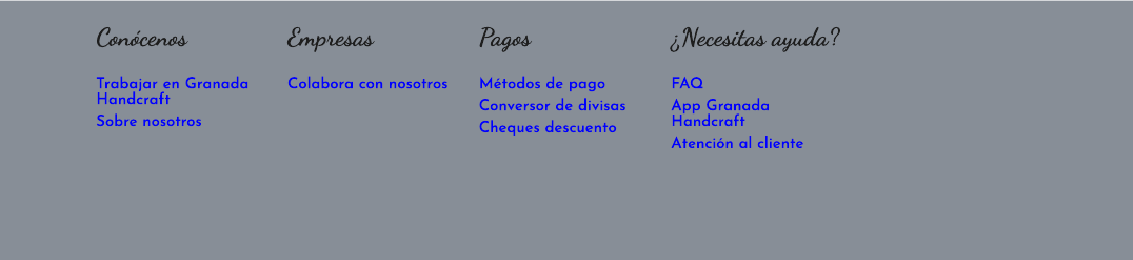 Conócenos
Trabajar en Granada
Handcraft
Sobre nosotros
Empresas
Colabora con nosotros
Pagos
Métodos de pago
Conversor de divisas
Cheques descuento
¿Necesitas ayuda?
FAQ
App Granada
Handcraft
Atención al cliente